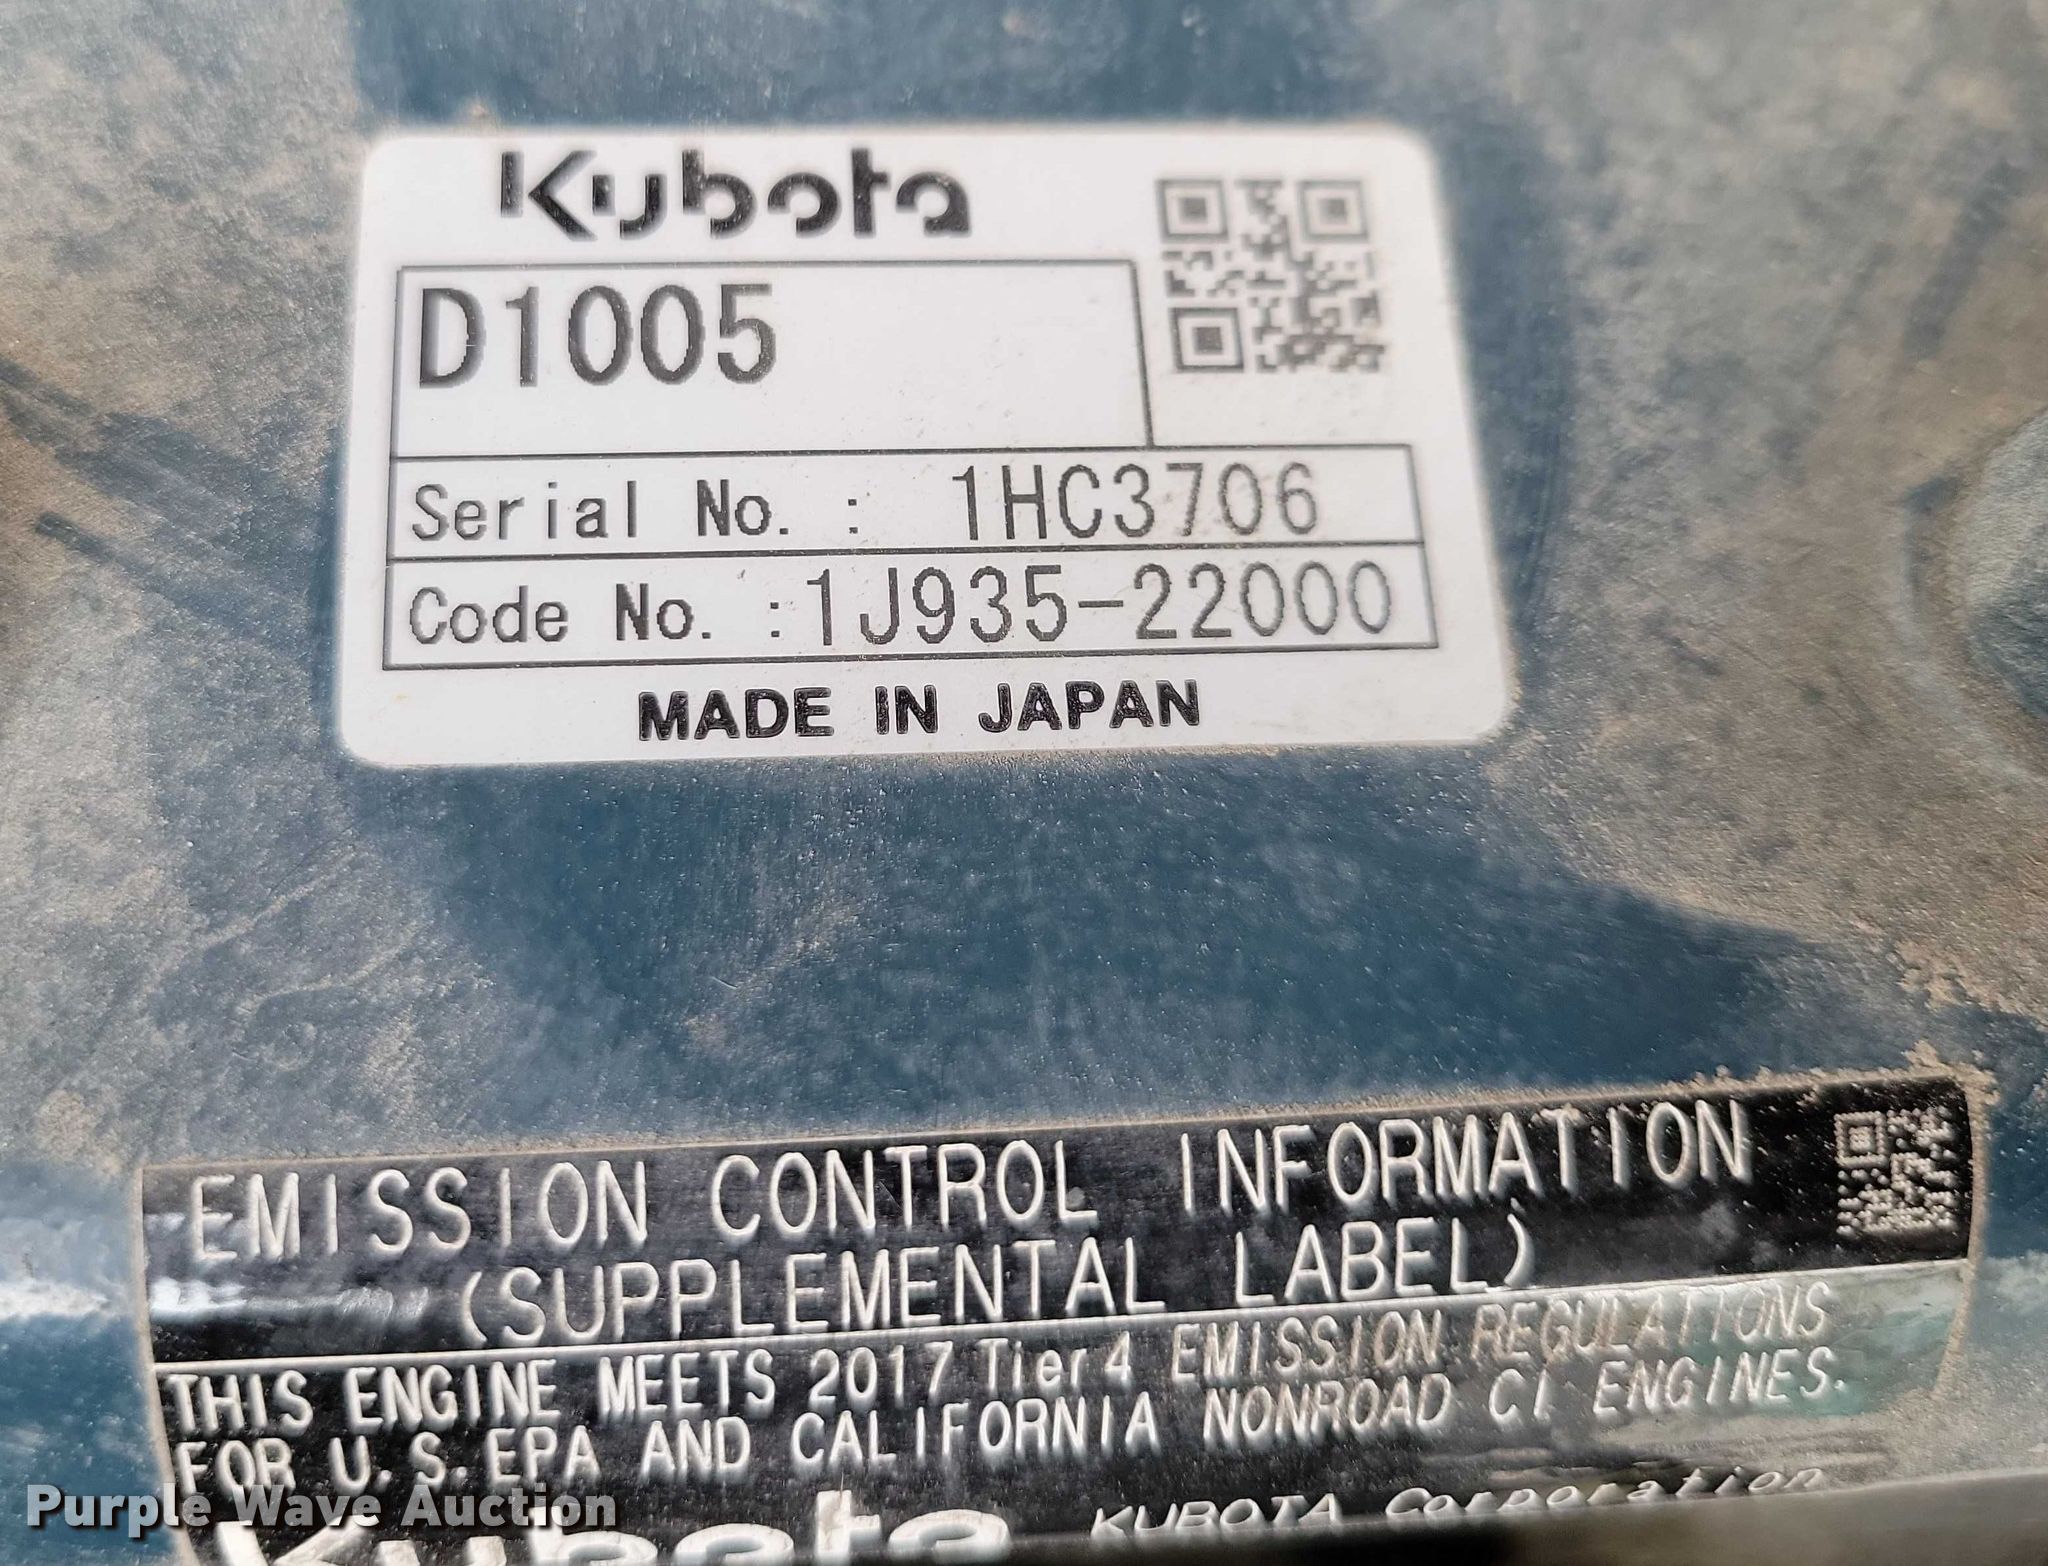 Kubota
D1005
Serial No. : 1HC3706
Code No. :1J935-22000
MADE IN JAPAN
EMISSION CONTROL INFORMATION
(SUPPLEMENTAL LABEL)
THIS ENGINE MEETS 2017 Tier4 EMISSION REGULATIONS
FOR U.S.EPA AND CALIFORNIA NONROAD CI ENGINES.
Kubota KUBOTA Corporation
Purple Wave Auction